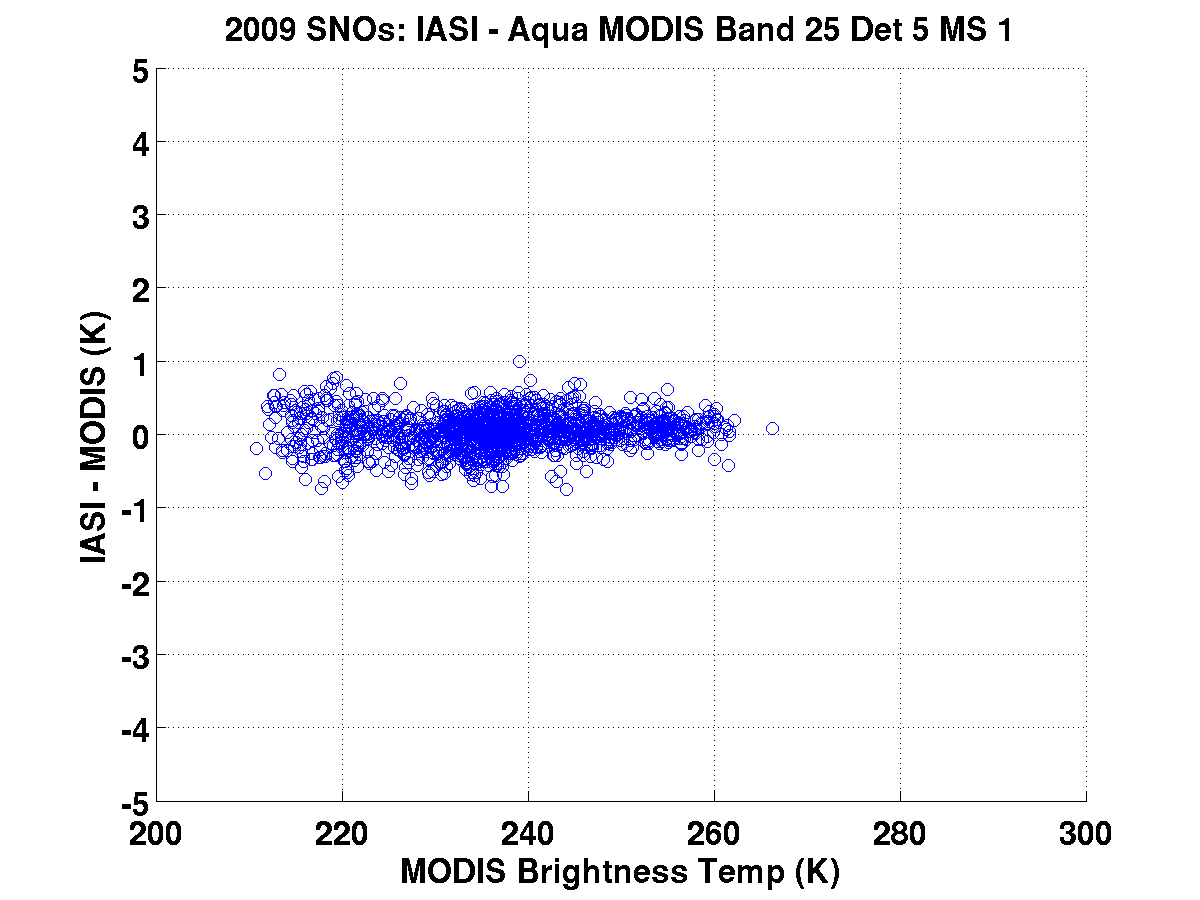 2009 SNOs: IASI - Aqua MODIS Band 25 Det 5 MS 1
5
4
3
2
1
0
-1
-2
-3
-4
-5
IASI - MODIS (K)
200 220 240 260 280 300
MODIS Brightness Temp (K)